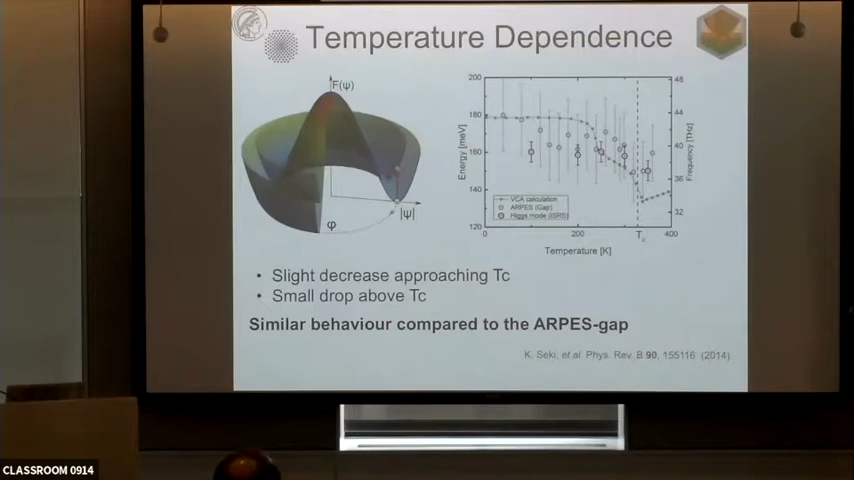 Temperature Dependence
F(ψ)
|ψ|
φ
200
180
160
140
120
Energy [meV]
48
44
40
36
32
Frequency [THz]
VCA calculation
ARPES (Gap)
Higgs mode (ISRS)
0
200
Tc
400
Temperature [K]
• Slight decrease approaching Tc
• Small drop above Tc
Similar behaviour compared to the ARPES-gap
K. Seki, et al. Phys. Rev. B 90, 155116 (2014)
CLASSROOM 0914